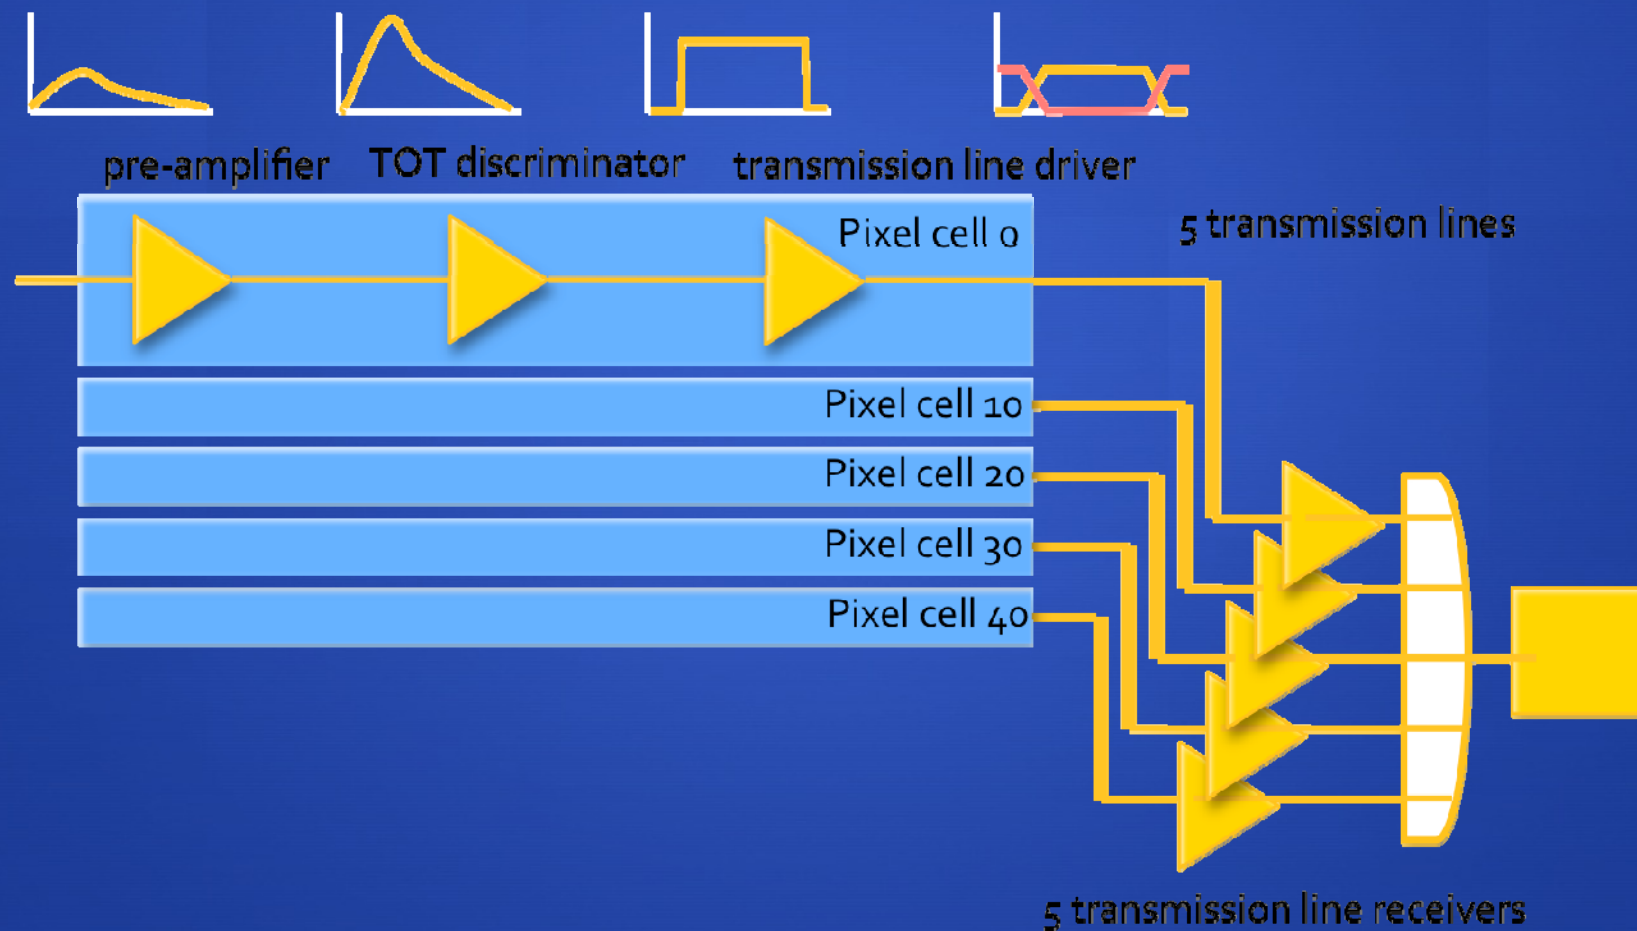 pre-amplifier
TOT discriminator
transmission line driver
Pixel cell 0
5 transmission lines
Pixel cell 10
Pixel cell 20
Pixel cell 30
Pixel cell 40
5 transmission line receivers